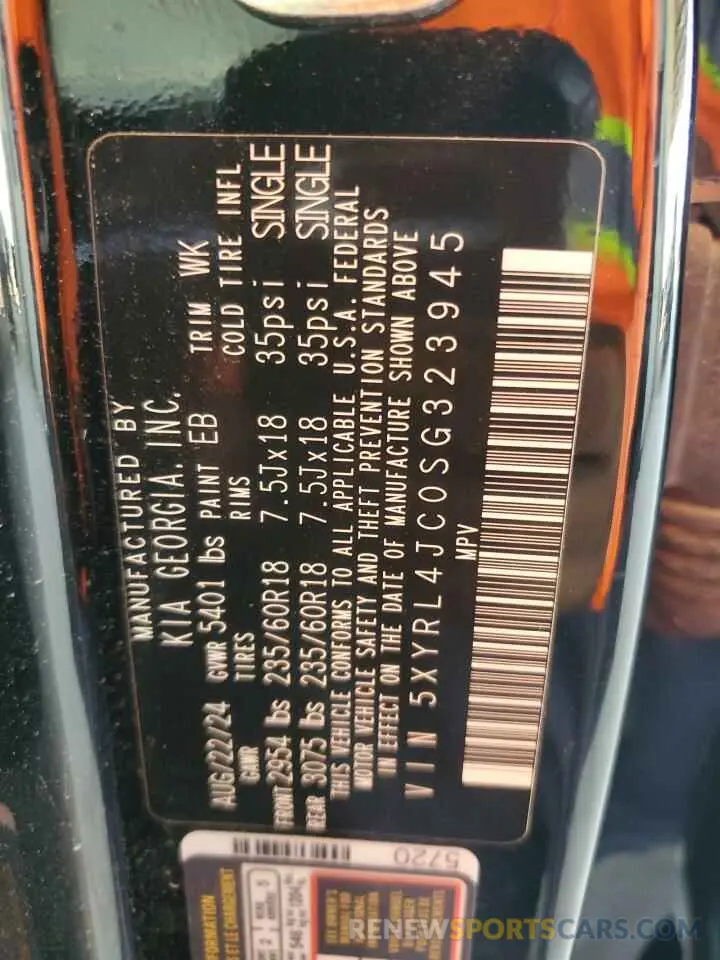 MANUFACTURED BY
KIA GEORGIA. INC.
AUG/22/24 GVWR 5401 lbs PAINT EB TRIM WK
GAWR TIRES RIMS COLD TIRE INFL
FRONT 2954 lbs 235/60R18 7.5Jx18 35psi SINGLE
REAR 3075 lbs 235/60R18 7.5Jx18 35psi SINGLE
THIS VEHICLE CONFORMS TO ALL APPLICABLE U.S.A. FEDERAL
MOTOR VEHICLE SAFETY AND THEFT PREVENTION STANDARDS
IN EFFECT ON THE DATE OF MANUFACTURE SHOWN ABOVE
VIN 5XYRL4JC0SG323945
MPV
5720
RENEWSPORTSCARS.COM